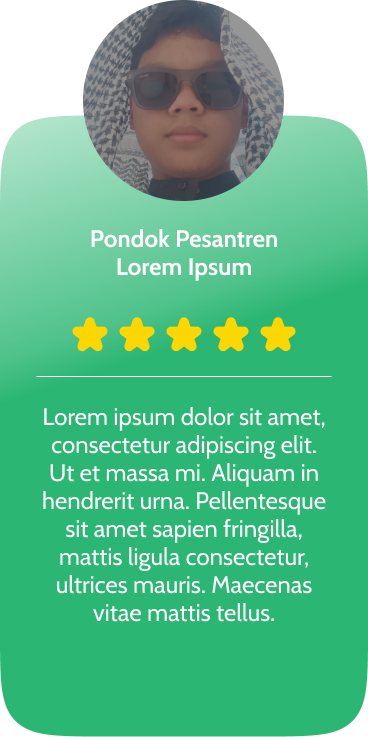 Pondok Pesantren
Lorem Ipsum
Lorem ipsum dolor sit amet,
consectetur adipiscing elit.
Ut et massa mi. Aliquam in
hendrerit urna. Pellentesque
sit amet sapien fringilla,
mattis ligula consectetur,
ultrices mauris. Maecenas
vitae mattis tellus.